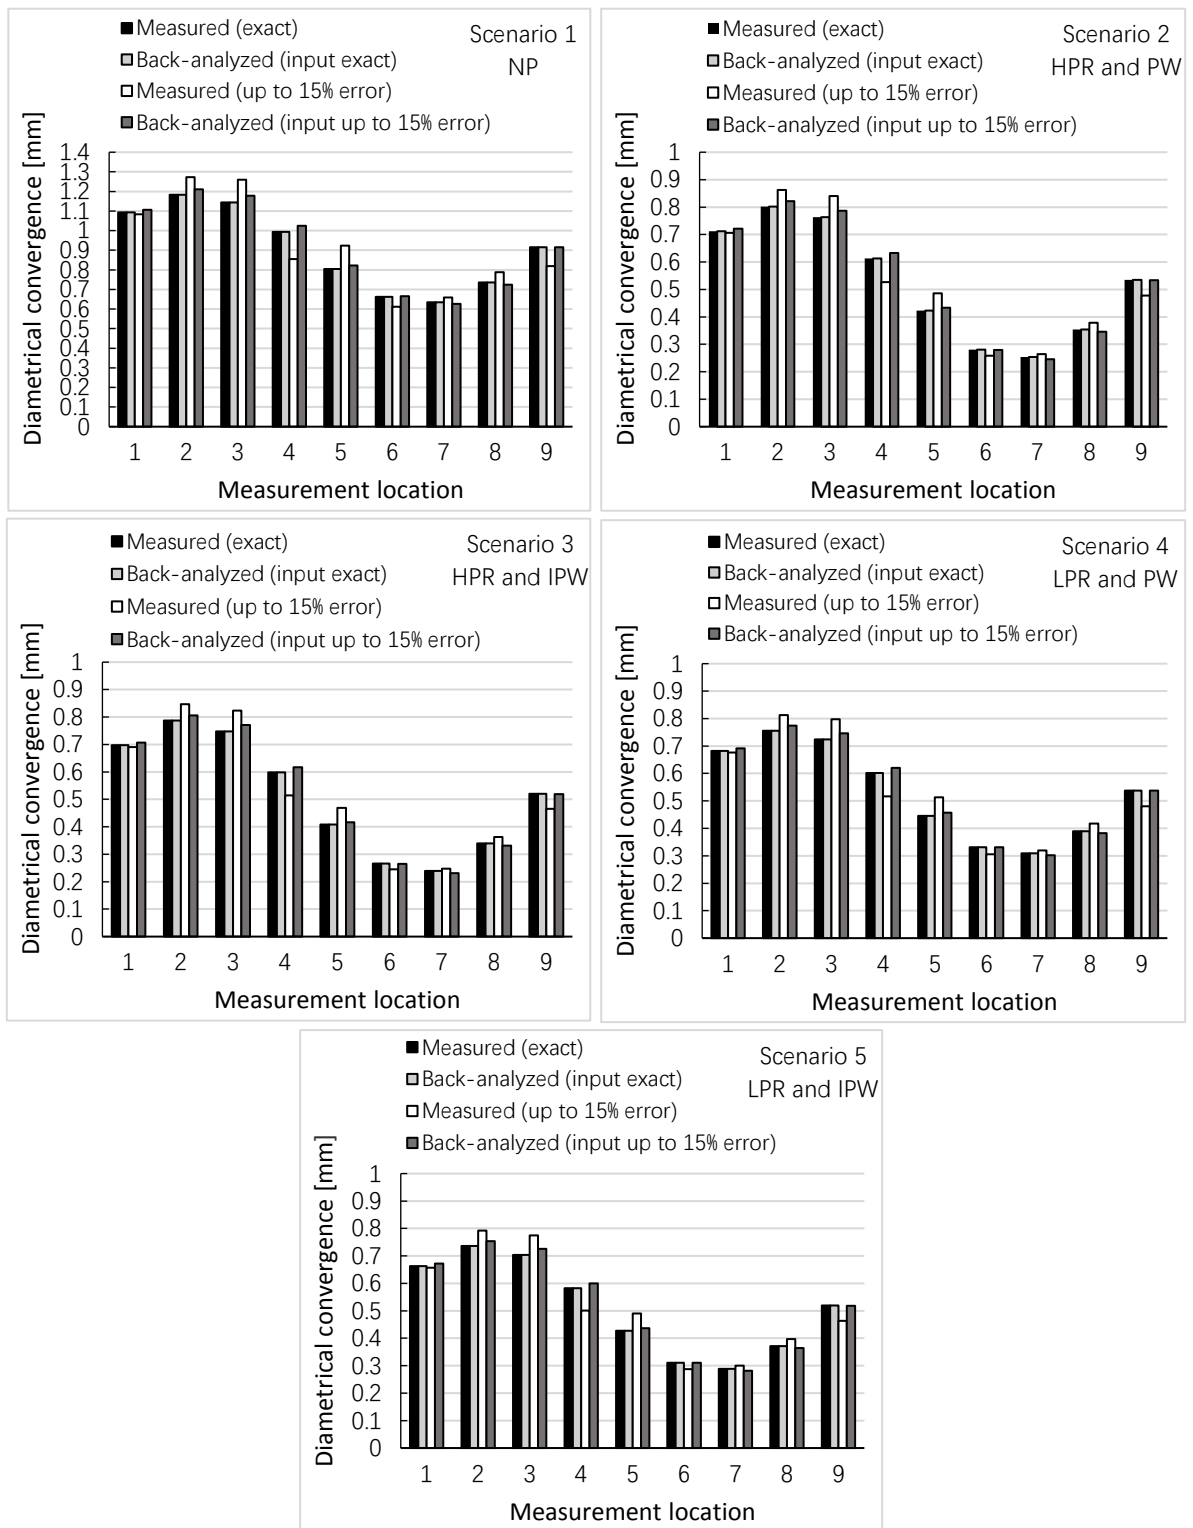 Measured (exact)
Back-analyzed (input exact)
Measured (up to 15% error)
Back-analyzed (input up to 15% error)
Scenario 1
NP
Diametrical convergence [mm]
1.4
1.3
1.2
1.1
1
0.9
0.8
0.7
0.6
0.5
0.4
0.3
0.2
0.1
0
1 2 3 4 5 6 7 8 9
Measurement location
Measured (exact)
Back-analyzed (input exact)
Measured (up to 15% error)
Back-analyzed (input up to 15% error)
Scenario 2
HPR and PW
Diametrical convergence [mm]
1
0.9
0.8
0.7
0.6
0.5
0.4
0.3
0.2
0.1
0
1 2 3 4 5 6 7 8 9
Measurement location
Measured (exact)
Back-analyzed (input exact)
Measured (up to 15% error)
Back-analyzed (input up to 15% error)
Scenario 3
HPR and IPW
Diametrical convergence [mm]
1
0.9
0.8
0.7
0.6
0.5
0.4
0.3
0.2
0.1
0
1 2 3 4 5 6 7 8 9
Measurement location
Measured (exact)
Back-analyzed (input exact)
Measured (up to 15% error)
Back-analyzed (input up to 15% error)
Scenario 4
LPR and PW
Diametrical convergence [mm]
1
0.9
0.8
0.7
0.6
0.5
0.4
0.3
0.2
0.1
0
1 2 3 4 5 6 7 8 9
Measurement location
Measured (exact)
Back-analyzed (input exact)
Measured (up to 15% error)
Back-analyzed (input up to 15% error)
Scenario 5
LPR and IPW
Diametrical convergence [mm]
1
0.9
0.8
0.7
0.6
0.5
0.4
0.3
0.2
0.1
0
1 2 3 4 5 6 7 8 9
Measurement location